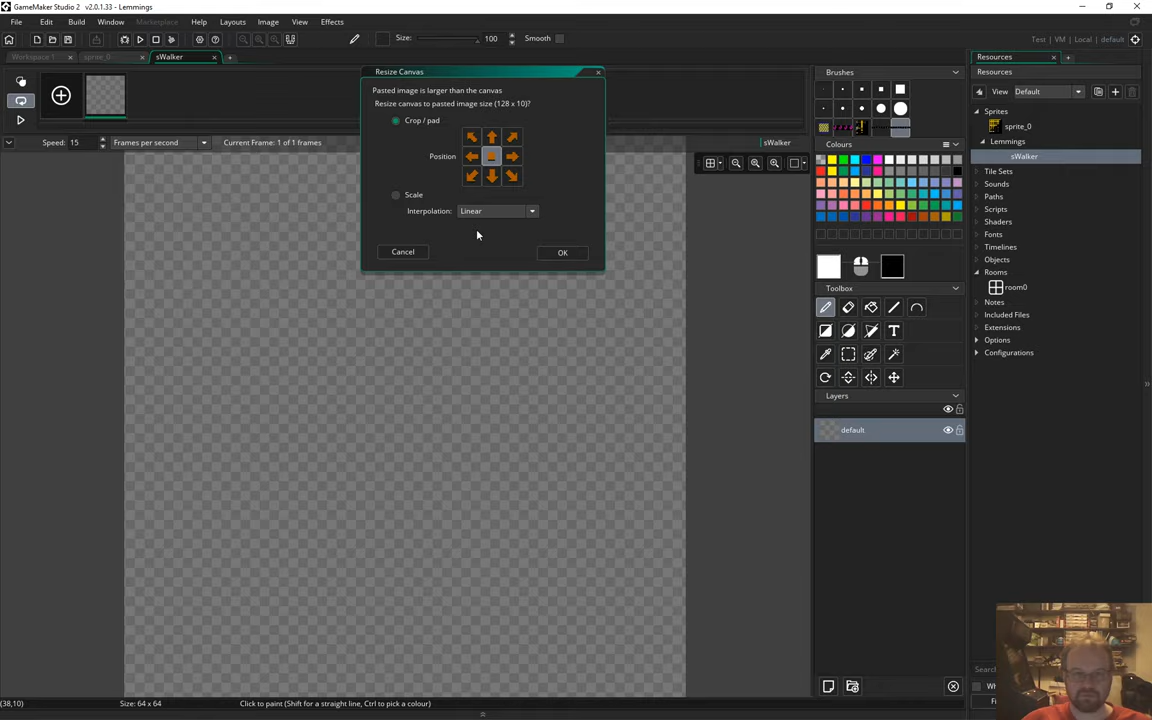 GameMaker Studio 2 v2.0.1.33 - Lemmings
File Edit Build Window Marketplace Help Layouts Image Window Effects
Size: 100 Smooth
Test | VM | Local | default
Workspace 1 sprite_0 sWalker
Resize Canvas
Pasted image is larger than the canvas
Resize canvas to pasted image size (128 x 10)?
Crop / pad
Position
Scale
Interpolation: Linear
Cancel OK
Speed: 15 Frames per second Current Frame: 1 of 1 frames
sWalker
Brushes
Colours
Toolbox
T
Layers
default
Resources
Resources
View Default
Sprites
sprite_0
Lemmings
sWalker
Tile Sets
Sounds
Paths
Scripts
Shaders
Fonts
Timelines
Objects
Rooms
room0
Notes
Included Files
Extensions
Options
Configurations
(38,10) Size: 64 x 64 Click to paint (Shift for a straight line, Ctrl to pick a colour)